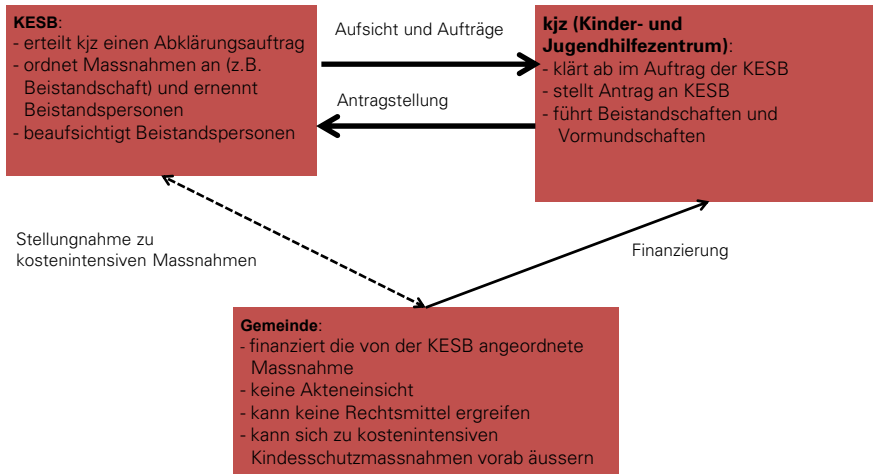 KESB:
- erteilt kjz einen Abklärungsauftrag
- ordnet Massnahmen an (z.B.
Beistandschaft) und ernennt
Beistandspersonen
- beaufsichtigt Beistandspersonen
Aufsicht und Aufträge
Antragstellung
kjz (Kinder- und
Jugendhilfezentrum):
- klärt ab im Auftrag der KESB
- stellt Antrag an KESB
- führt Beistandschaften und
Vormundschaften
Stellungnahme zu
kostenintensiven Massnahmen
Finanzierung
Gemeinde:
- finanziert die von der KESB angeordnete
Massnahme
- keine Akteneinsicht
- kann keine Rechtsmittel ergreifen
- kann sich zu kostenintensiven
Kindesschutzmassnahmen vorab äussern